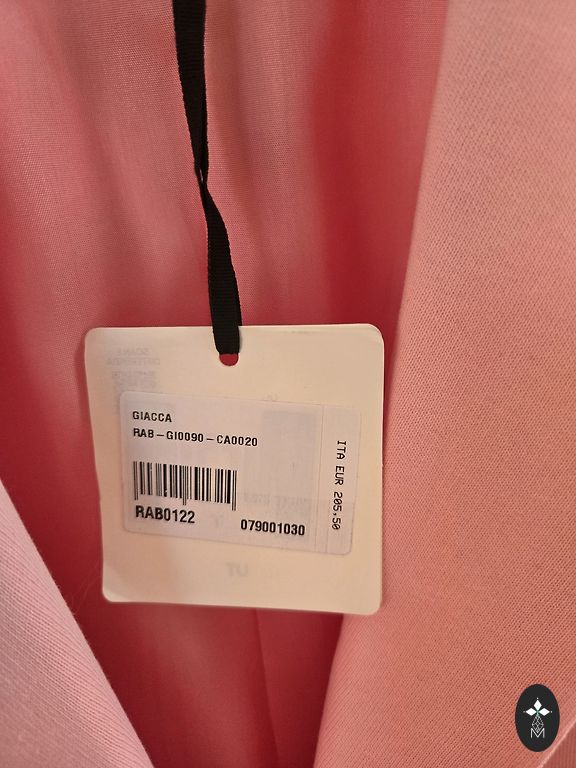 GIACCA
RAB-GI0090-CA0020
RAB0122
079001030
ITA EUR 205,50